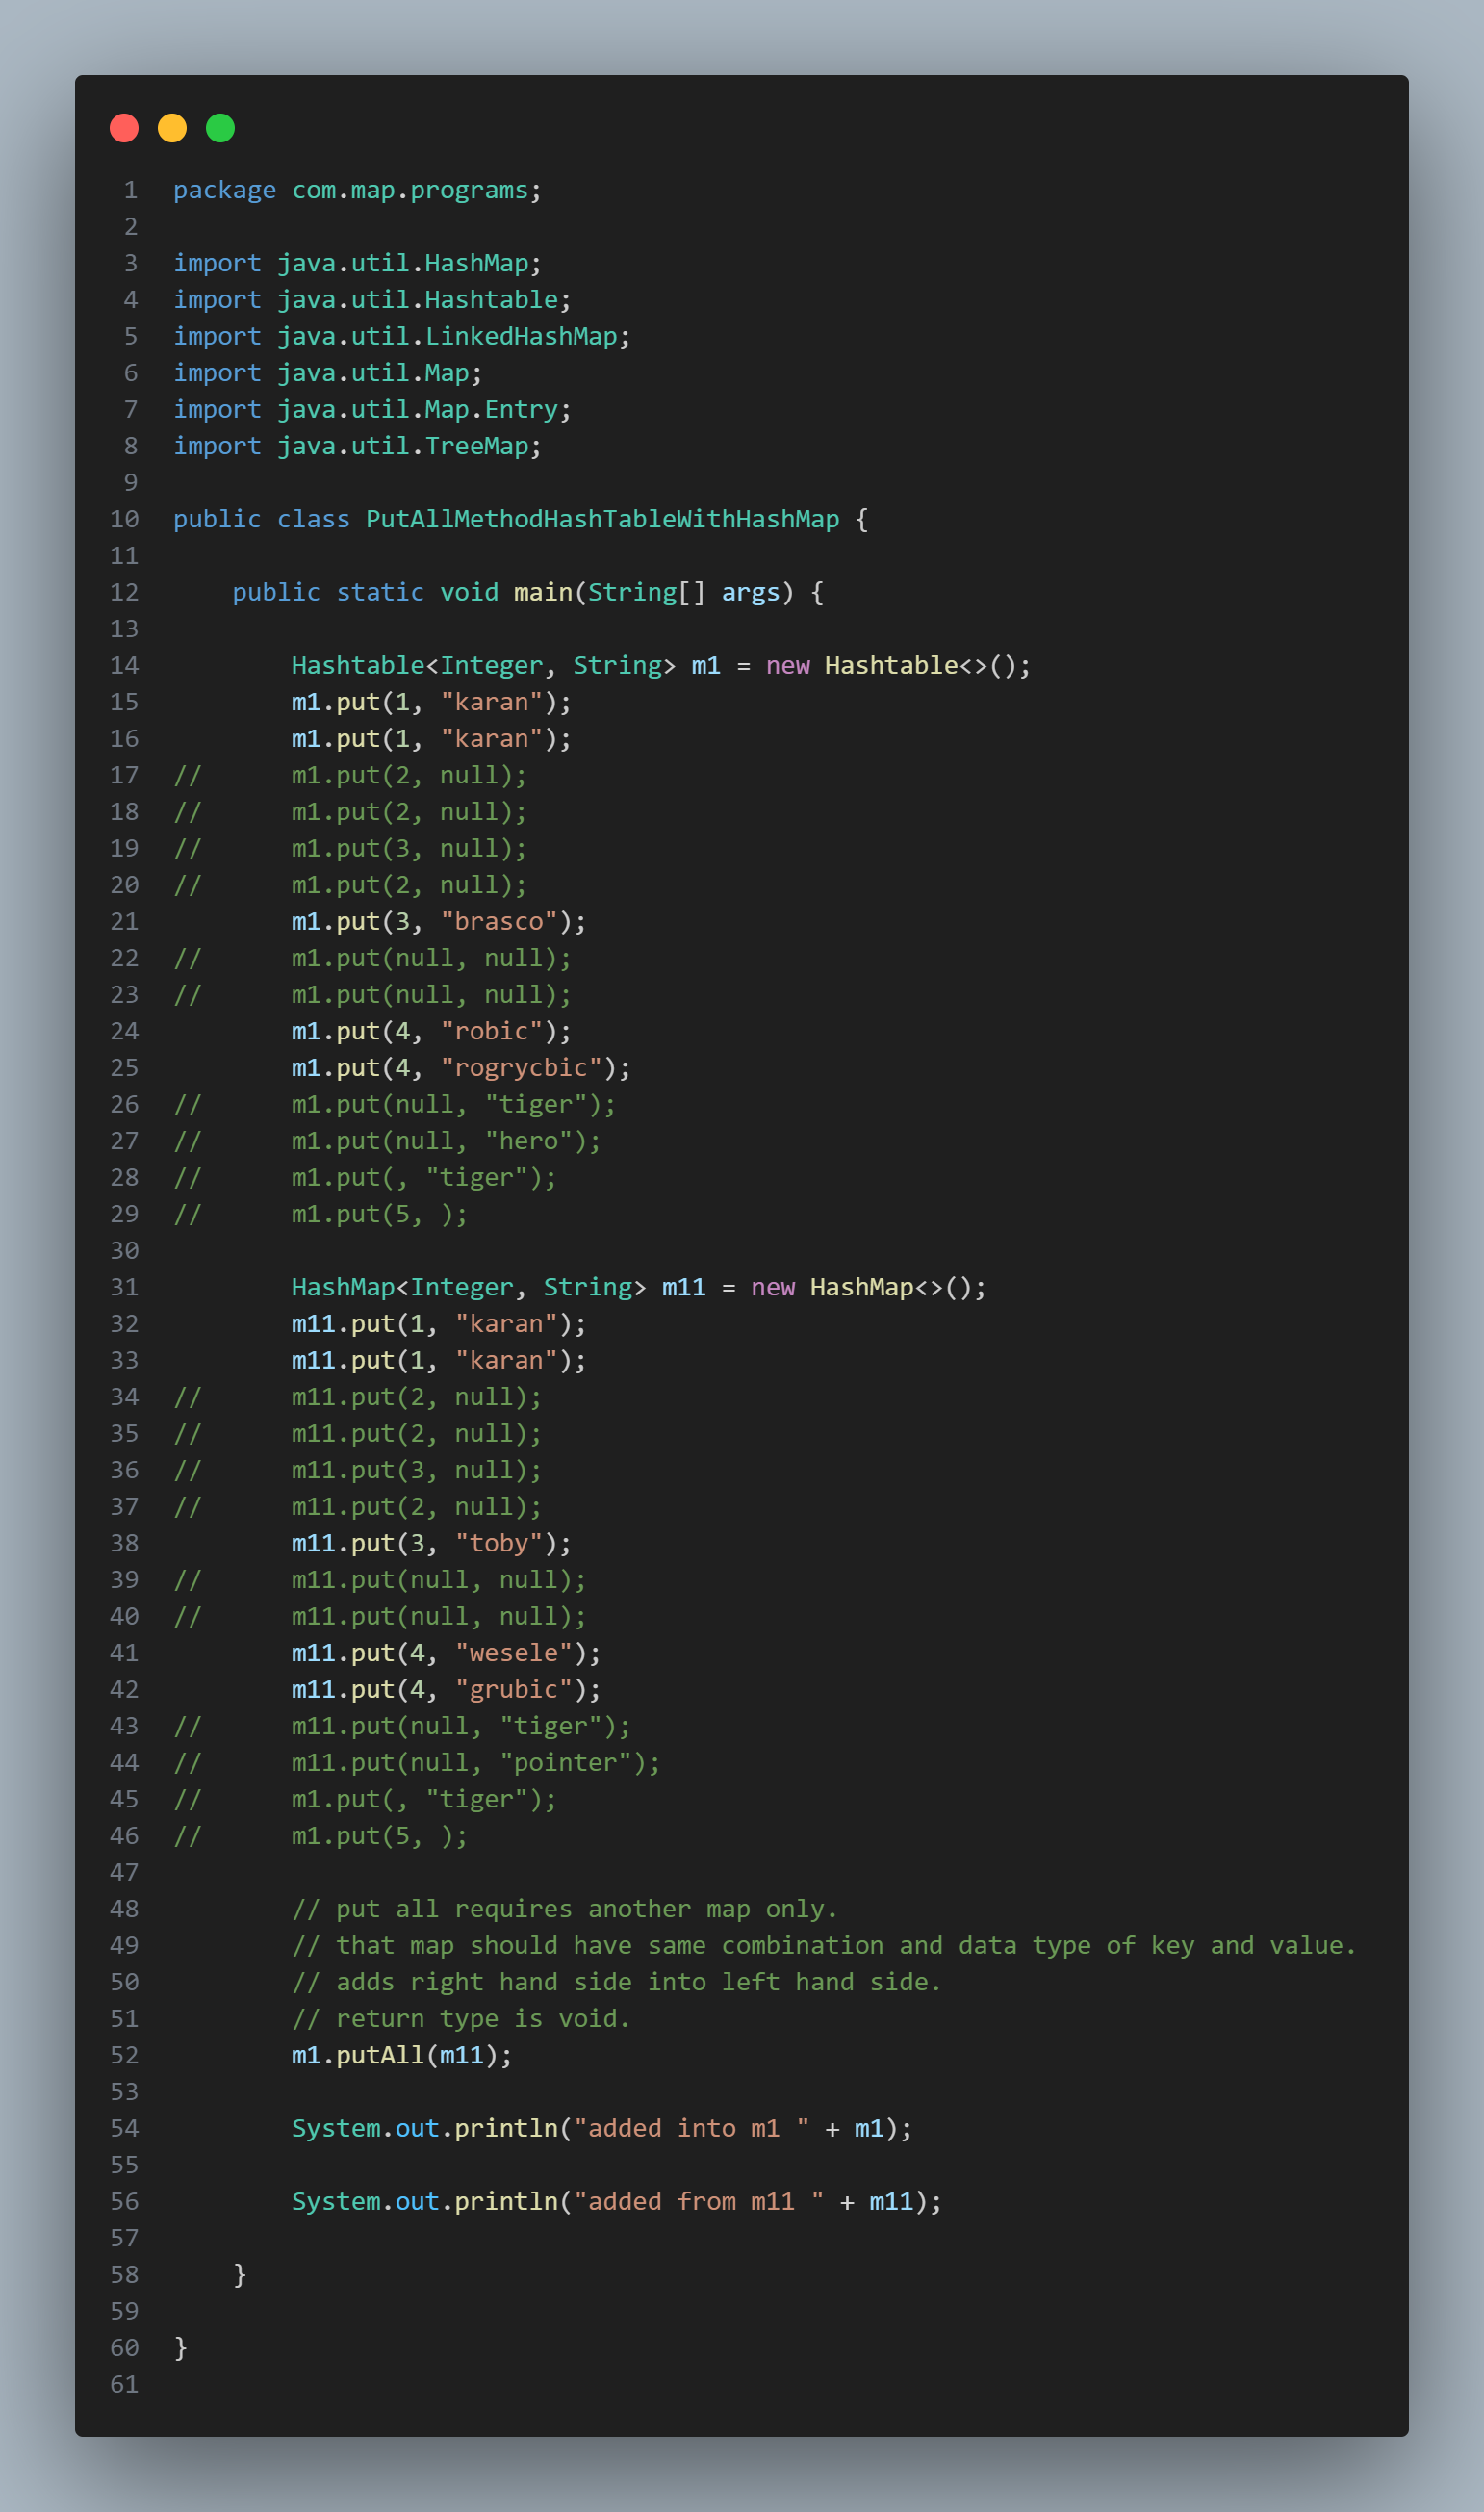 1 package com.map.programs;
2
3 import java.util.HashMap;
4 import java.util.Hashtable;
5 import java.util.LinkedHashMap;
6 import java.util.Map;
7 import java.util.Map.Entry;
8 import java.util.TreeMap;
9
10 public class PutAllMethodHashTableWithHashMap {
11
12     public static void main(String[] args) {
13
14         Hashtable<Integer, String> m1 = new Hashtable<>();
15         m1.put(1, "karan");
16         m1.put(1, "karan");
17 //      m1.put(2, null);
18 //      m1.put(2, null);
19 //      m1.put(3, null);
20 //      m1.put(2, null);
21         m1.put(3, "brasco");
22 //      m1.put(null, null);
23 //      m1.put(null, null);
24         m1.put(4, "robic");
25         m1.put(4, "rogrycbic");
26 //      m1.put(null, "tiger");
27 //      m1.put(null, "hero");
28 //      m1.put(, "tiger");
29 //      m1.put(5, );
30
31         HashMap<Integer, String> m11 = new HashMap<>();
32         m11.put(1, "karan");
33         m11.put(1, "karan");
34 //      m11.put(2, null);
35 //      m11.put(2, null);
36 //      m11.put(3, null);
37 //      m11.put(2, null);
38         m11.put(3, "toby");
39 //      m11.put(null, null);
40 //      m11.put(null, null);
41         m11.put(4, "wesele");
42         m11.put(4, "grubic");
43 //      m11.put(null, "tiger");
44 //      m11.put(null, "pointer");
45 //      m1.put(, "tiger");
46 //      m1.put(5, );
47
48         // put all requires another map only.
49         // that map should have same combination and data type of key and value.
50         // adds right hand side into left hand side.
51         // return type is void.
52         m1.putAll(m11);
53
54         System.out.println("added into m1 " + m1);
55
56         System.out.println("added from m11 " + m11);
57
58     }
59
60 }
61